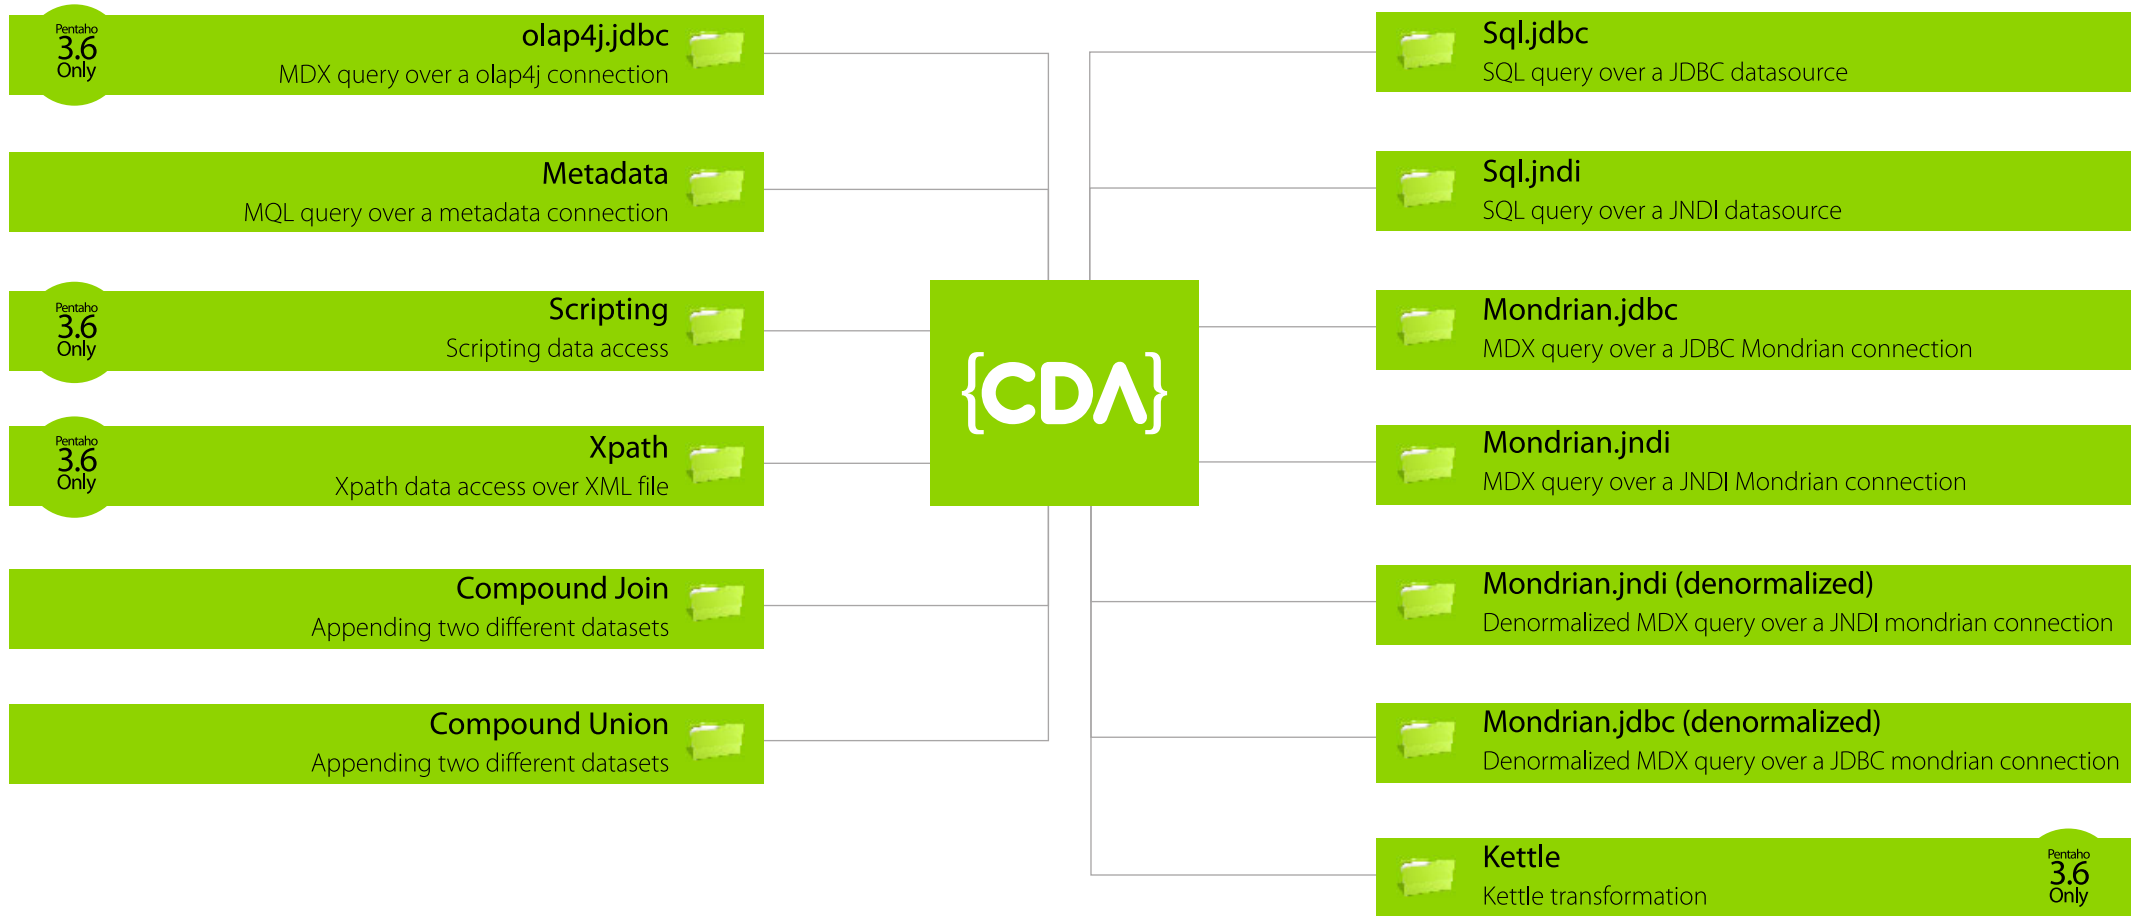 Pentaho
3.6
Only
olap4j.jdbc
MDX query over a olap4j connection
Metadata
MQL query over a metadata connection
Pentaho
3.6
Only
Scripting
Scripting data access
Pentaho
3.6
Only
Xpath
Xpath data access over XML file
Compound Join
Appending two different datasets
Compound Union
Appending two different datasets
{CDA}
Sql.jdbc
SQL query over a JDBC datasource
Sql.jndi
SQL query over a JNDI datasource
Mondrian.jdbc
MDX query over a JDBC Mondrian connection
Mondrian.jndi
MDX query over a JNDI Mondrian connection
Mondrian.jndi (denormalized)
Denormalized MDX query over a JNDI mondrian connection
Mondrian.jdbc (denormalized)
Denormalized MDX query over a JDBC mondrian connection
Kettle
Kettle transformation
Pentaho
3.6
Only